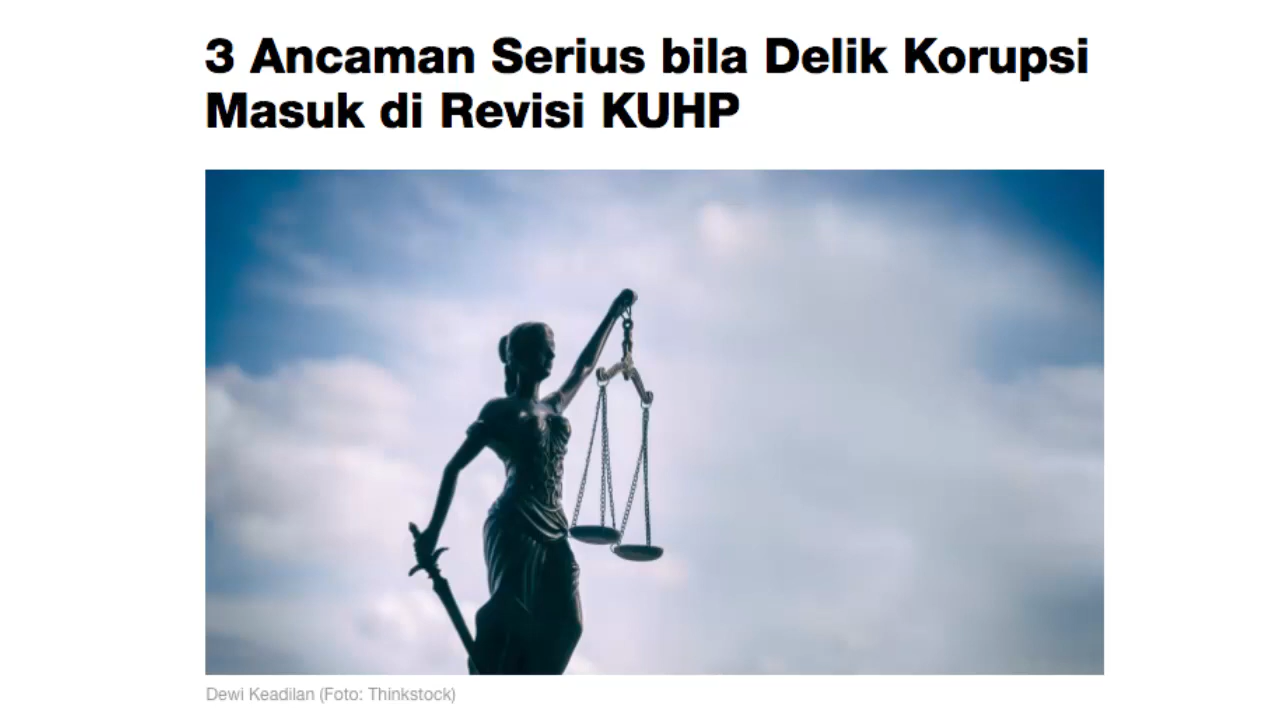 3 Ancaman Serius bila Delik Korupsi
Masuk di Revisi KUHP
Dewi Keadilan (Foto: Thinkstock)